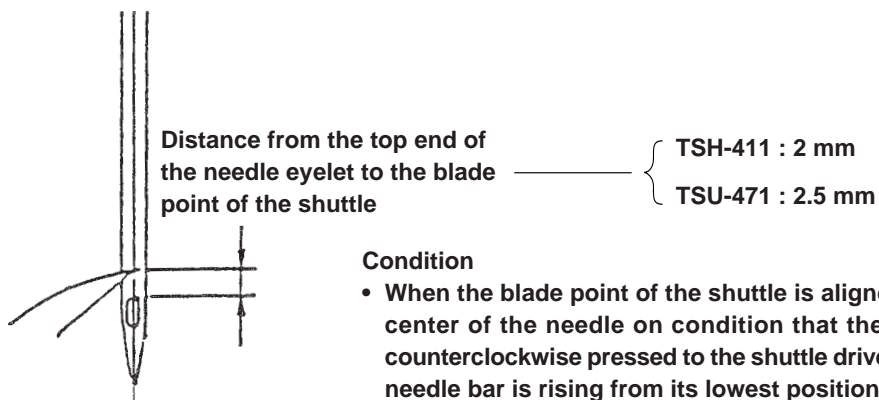 Distance from the top end of
the needle eyelet to the blade
point of the shuttle
TSH-411 : 2 mm
TSU-471 : 2.5 mm
Condition
• When the blade point of the shuttle is aligne
center of the needle on condition that the
counterclockwise pressed to the shuttle drive
needle bar is rising from its lowest position